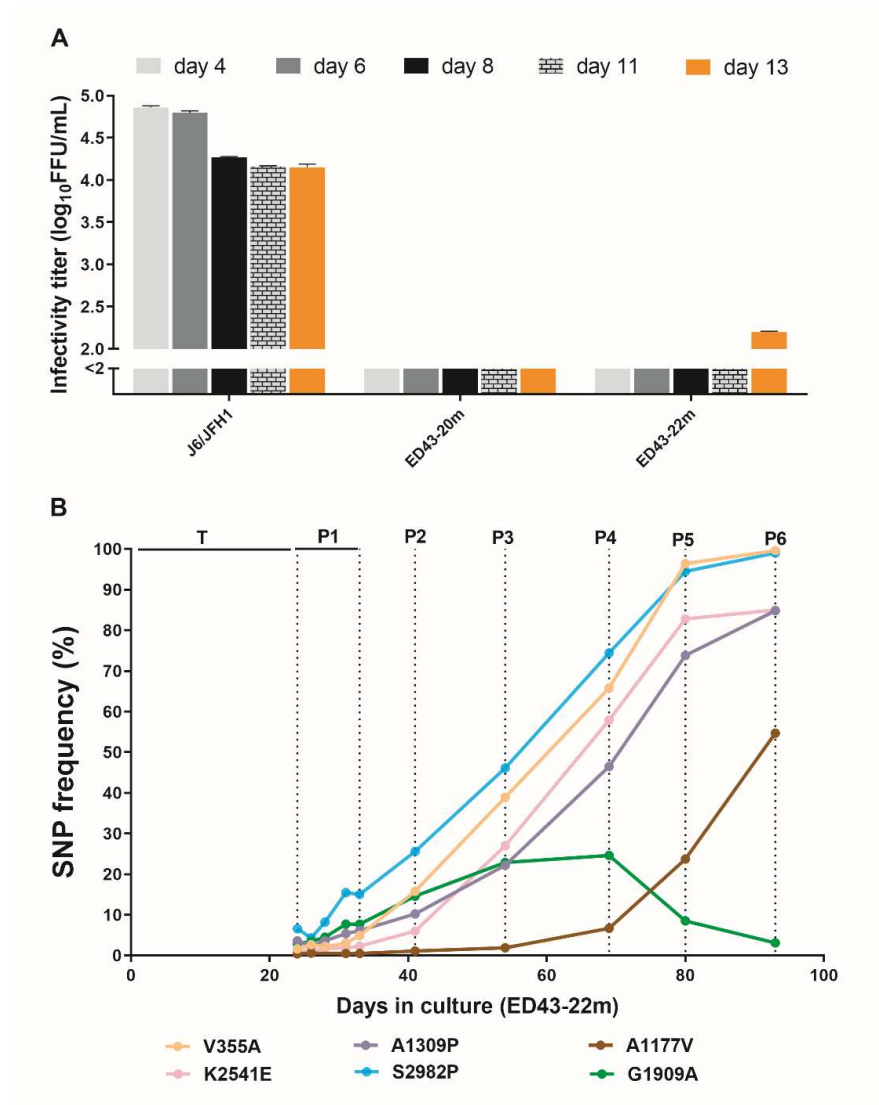 A
day 4 day 6 day 8 day 11 day 13
Infectivity titer (log10FFU/mL)
5.0
4.5
4.0
3.5
3.0
2.5
2.0
<2
J6/JFH1 ED43-20m ED43-22m
B
T P1 P2 P3 P4 P5 P6
SNP frequency (%)
100
90
80
70
60
50
40
30
20
10
0
0 20 40 60 80 100
Days in culture (ED43-22m)
V355A A1309P A1177V
K2541E S2982P G1909A